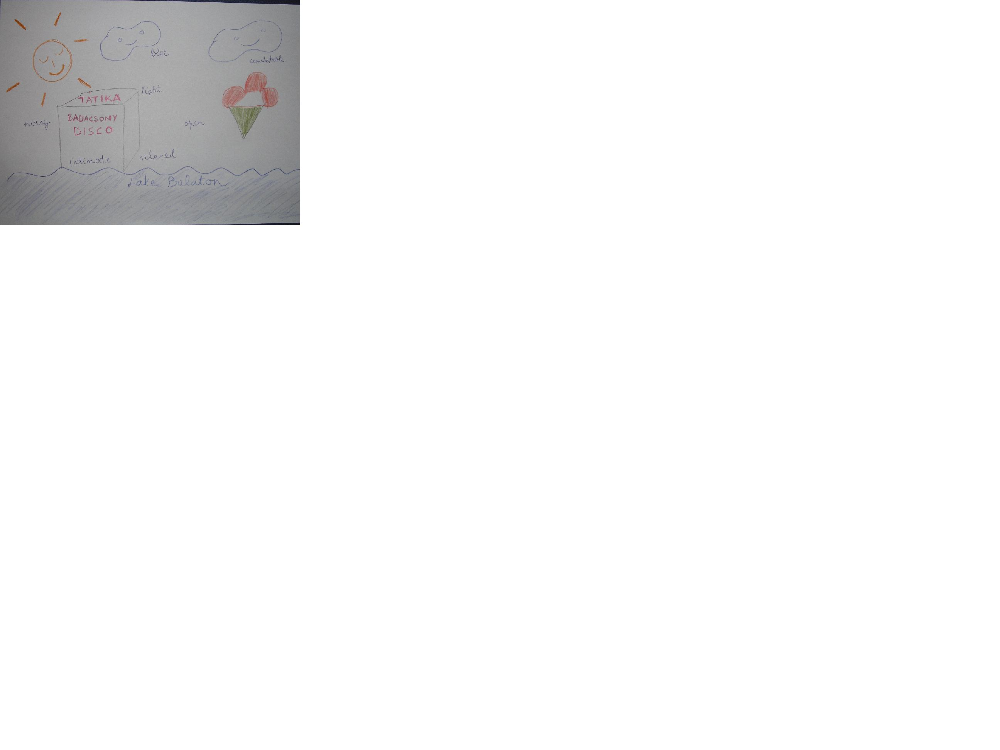 blue
comfortable
light
TÁTIKA
BADACSONY
noisy
open
DISCO
relaxed
intimate
Lake Balaton